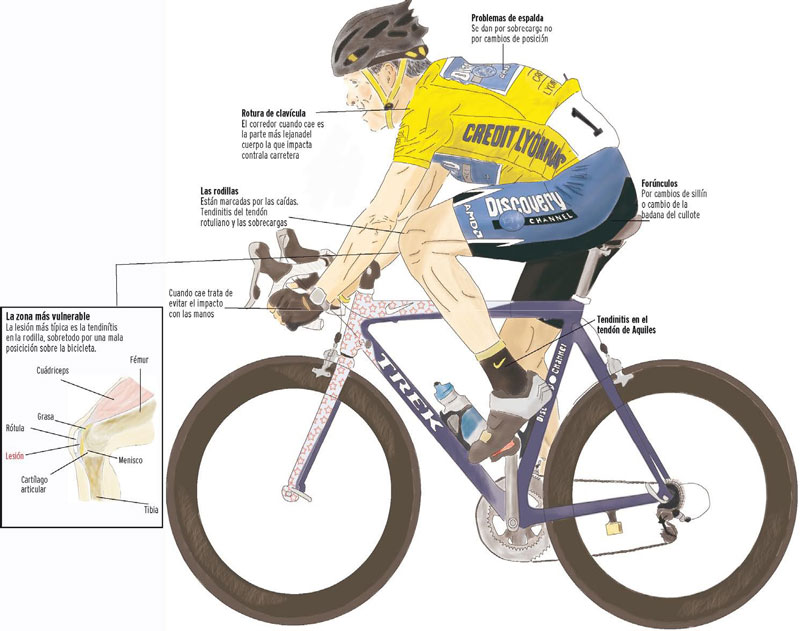 Problemas de espalda
Se dan por sobrecarga no
por cambios de posición
Rotura de clavícula
El corredor cuando cae es
la parte más lejanadel
cuerpo la que impacta
contrala carretera
CREDIT LYONNAIS
1
Las rodillas
Están marcadas por las caídas.
Tendinitis del tendón
rotuliano y las sobrecargas
Forúnculos
Por cambios de sillín
o cambio de la
badana del cullote
AMD
Discovery
CHANNEL
Cuando cae trata de
evitar el impacto
con las manos
Tendinitis en el
tendón de Aquiles
TREK
Discovery Channel
La zona más vulnerable
La lesión más típica es la tendinítis
en la rodilla, sobretodo por una mala
posicición sobre la bicicleta.
Cuádriceps
Fémur
Grasa
Rótula
Lesión
Menisco
Cartílago
articular
Tibia